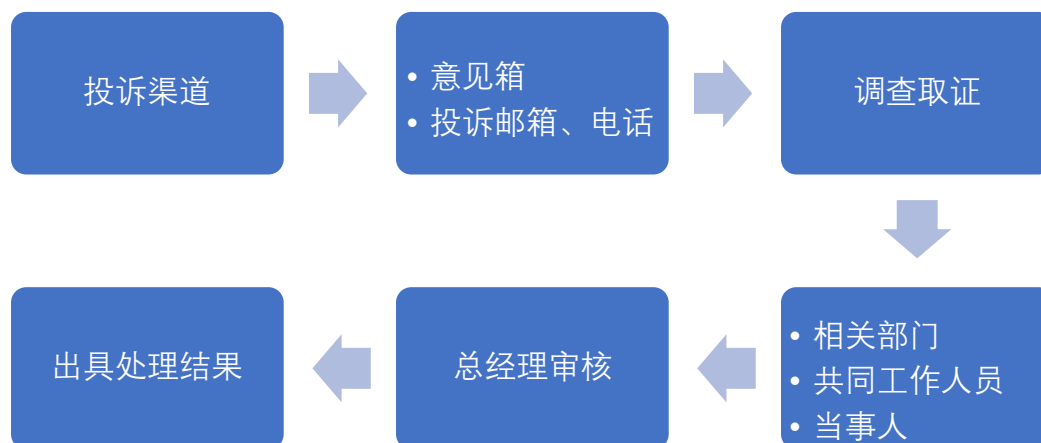 投诉渠道
• 意见箱
• 投诉邮箱、电话
调查取证
• 相关部门
• 共同工作人员
• 当事人
总经理审核
出具处理结果